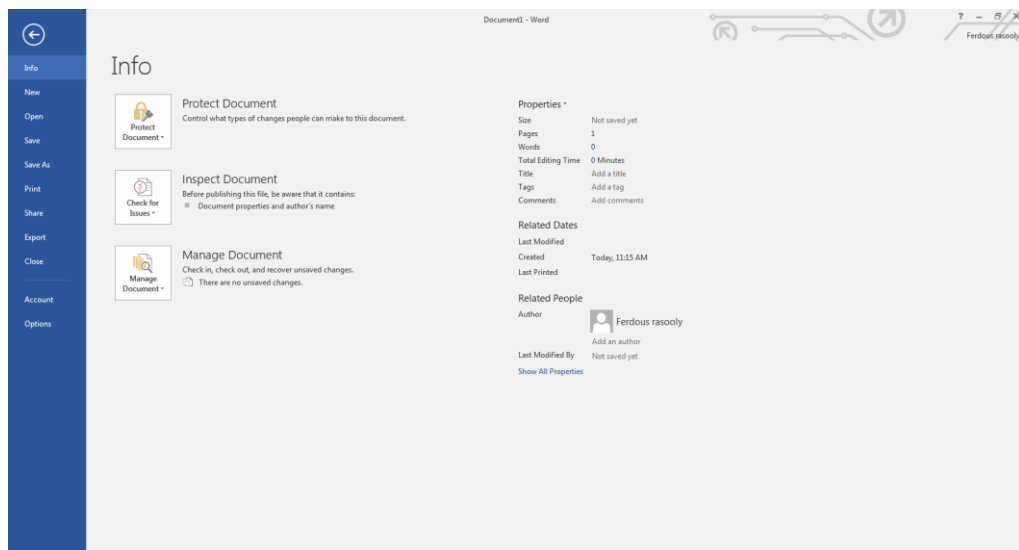 Document1 - Word
? – X
Ferdous rasooly
Info
New
Open
Save
Save As
Print
Share
Export
Close
Account
Options
Info
Protect Document
Protect Document
Control what types of changes people can make to this document.
Check for Issues
Inspect Document
Before publishing this file, be aware that it contains:
Document properties and author's name
Manage Document
Manage Document
Check in, check out, and recover unsaved changes.
There are no unsaved changes.
Properties
Size Not saved yet
Pages 1
Words 0
Total Editing Time 0 Minutes
Title Add a title
Tags Add a tag
Comments Add comments
Related Dates
Last Modified
Created Today, 11:15 AM
Last Printed
Related People
Author Ferdous rasooly
Add an author
Last Modified By Not saved yet
Show All Properties